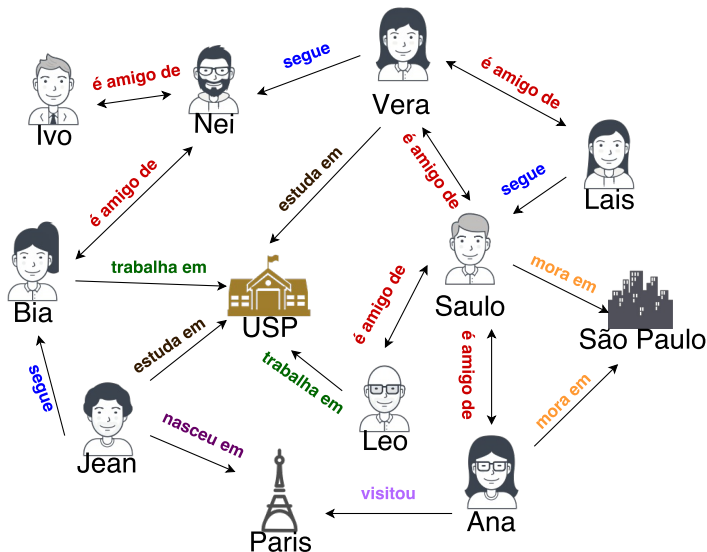 segue
é amigo de
Ivo
Nei
Vera
é amigo de
é amigo de
estuda em
é amigo de
segue
Lais
trabalha em
Bia
USP
Saulo
mora em
São Paulo
é amigo de
estuda em
trabalha em
é amigo de
segue
mora em
Jean
nasceu em
Leo
visitou
Ana
Paris